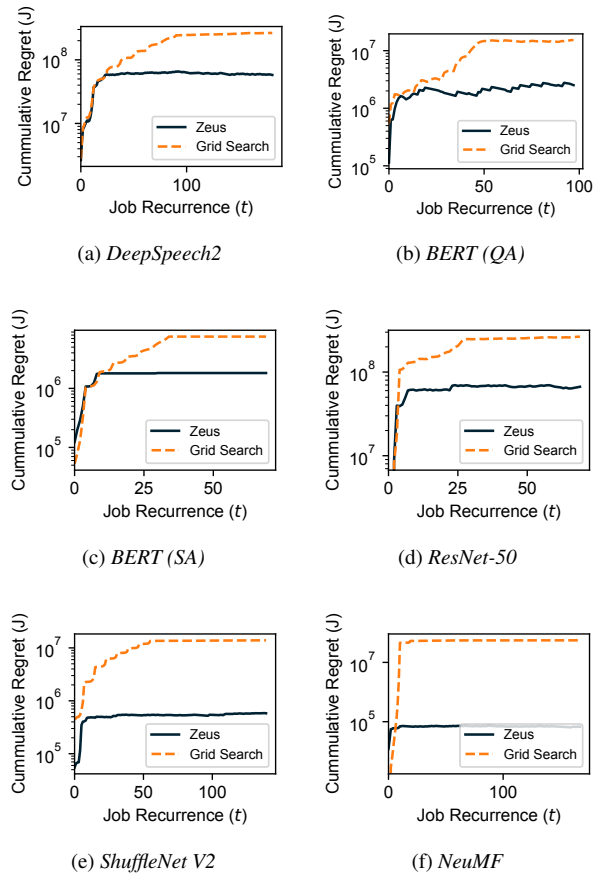 Cummulative Regret (J)
10^8
10^7
Zeus
Grid Search
0
100
Job Recurrence (t)
(a) DeepSpeech2
Cummulative Regret (J)
10^7
10^6
10^5
Zeus
Grid Search
0
50
100
Job Recurrence (t)
(b) BERT (QA)
Cummulative Regret (J)
10^6
10^5
Zeus
Grid Search
0
25
50
Job Recurrence (t)
(c) BERT (SA)
Cummulative Regret (J)
10^8
10^7
Zeus
Grid Search
0
25
50
Job Recurrence (t)
(d) ResNet-50
Cummulative Regret (J)
10^7
10^6
10^5
Zeus
Grid Search
0
50
100
Job Recurrence (t)
(e) ShuffleNet V2
Cummulative Regret (J)
10^7
10^5
Zeus
Grid Search
0
100
Job Recurrence (t)
(f) NeuMF